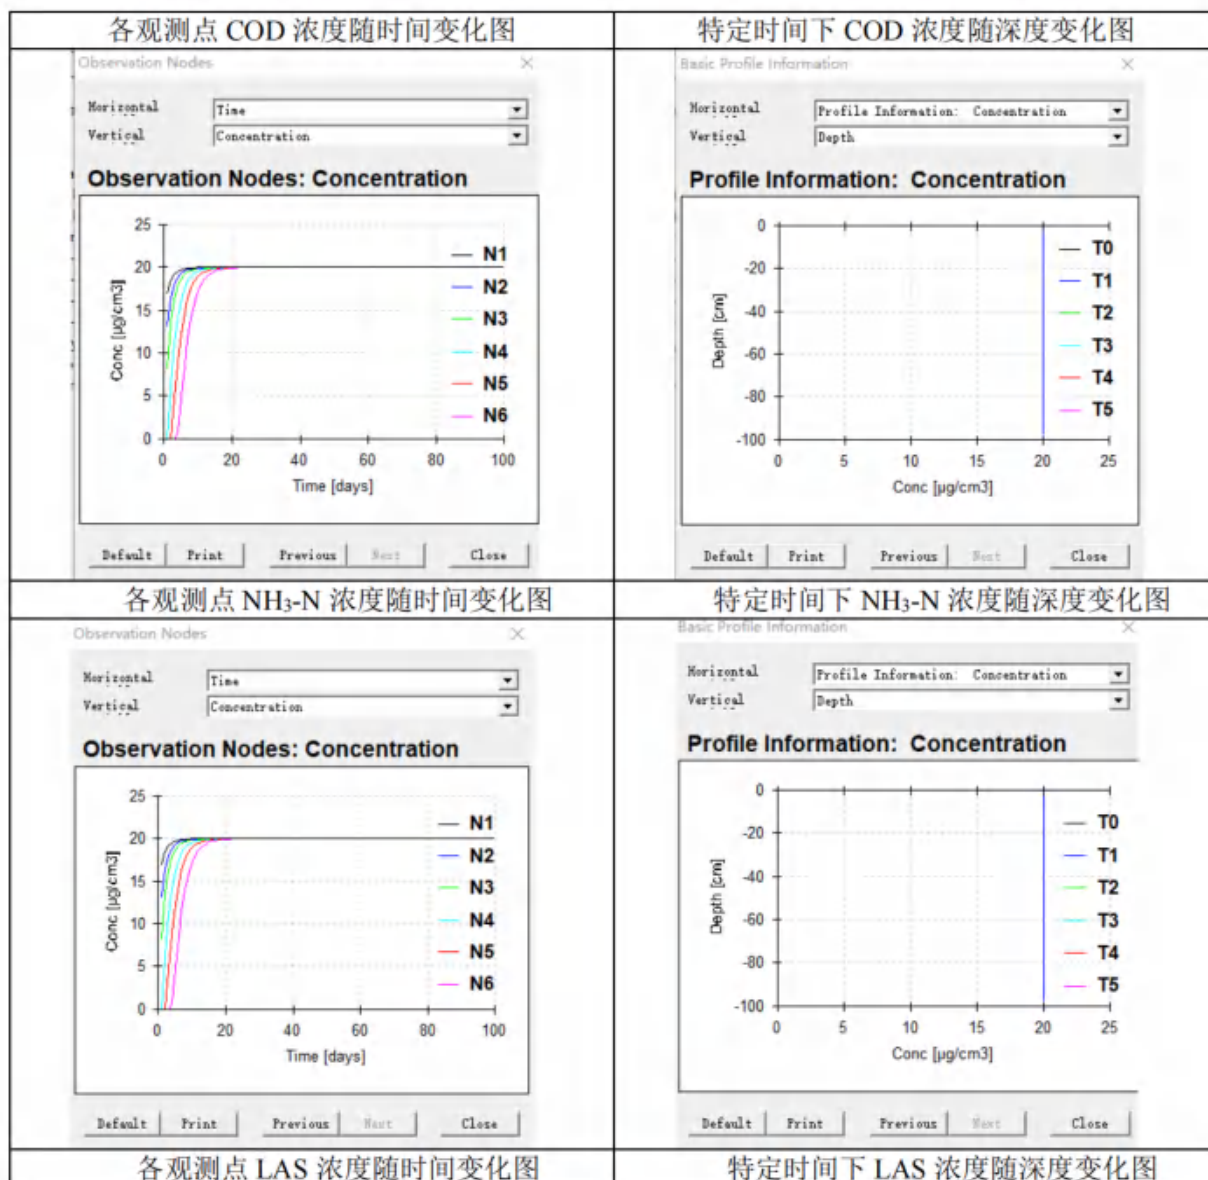 各观测点 COD 浓度随时间变化图
特定时间下 COD 浓度随深度变化图
Observation Nodes
Horizontal
Time
Vertical
Concentration
Observation Nodes: Concentration
25
20
15
10
5
0
Conc [µg/cm3]
N1
N2
N3
N4
N5
N6
0 20 40 60 80 100
Time [days]
Default Print Previous Next Close
Basic Profile Information
Horizontal
Profile Information: Concentration
Vertical
Depth
Profile Information: Concentration
0
-20
-40
-60
-80
-100
Depth [cm]
T0
T1
T2
T3
T4
T5
0 5 10 15 20 25
Conc [µg/cm3]
Default Print Previous Next Close
各观测点 NH₃-N 浓度随时间变化图
特定时间下 NH₃-N 浓度随深度变化图
Observation Nodes
Horizontal
Time
Vertical
Concentration
Observation Nodes: Concentration
25
20
15
10
5
0
Conc [µg/cm3]
N1
N2
N3
N4
N5
N6
0 20 40 60 80 100
Time [days]
Default Print Previous Next Close
Basic Profile Information
Horizontal
Profile Information: Concentration
Vertical
Depth
Profile Information: Concentration
0
-20
-40
-60
-80
-100
Depth [cm]
T0
T1
T2
T3
T4
T5
0 5 10 15 20 25
Conc [µg/cm3]
Default Print Previous Next Close
各观测点 LAS 浓度随时间变化图
特定时间下 LAS 浓度随深度变化图